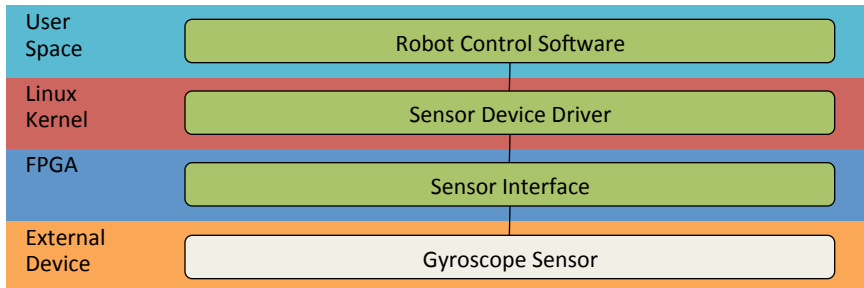 User
Space
Robot Control Software
Linux
Kernel
Sensor Device Driver
FPGA
Sensor Interface
External
Device
Gyroscope Sensor